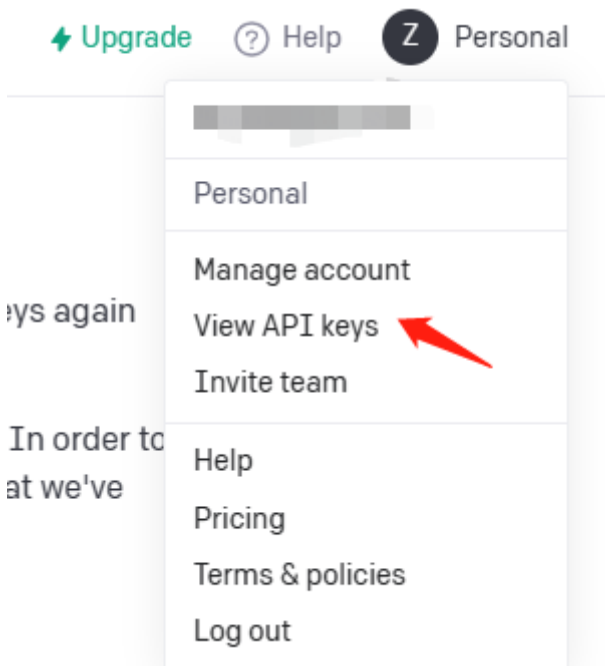 Upgrade
Help
Z
Personal
Personal
Manage account
eys again
View API keys
Invite team
In order to
Help
at we've
Pricing
Terms & policies
Log out